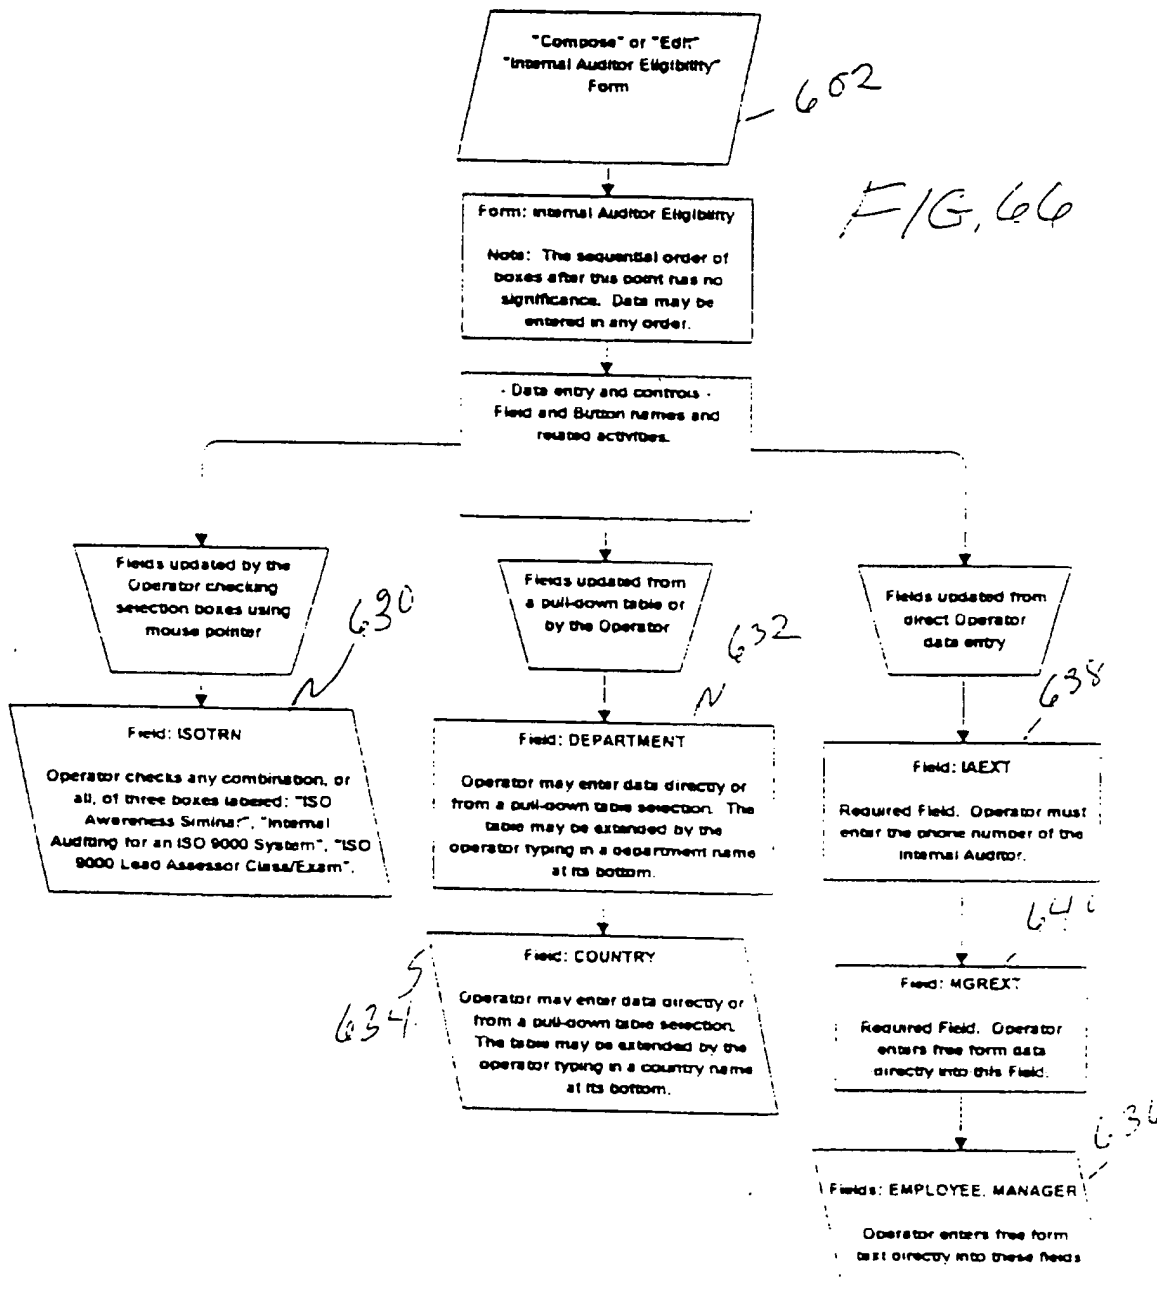 "Compose" or "Edit"
"Internal Auditor Eligibility"
Form
602
FIG. 66
Form: Internal Auditor Eligibility
Note: The sequential order of
boxes after this point has no
significance. Data may be
entered in any order.
- Data entry and controls -
Field and Button names and
related activities.
Fields updated by the
Operator checking
selection boxes using
mouse pointer
630
Field: ISOTRN
Operator checks any combination, or
all, of three boxes labeled: "ISO
Awareness Siminar", "Internal
Auditing for an ISO 9000 System", "ISO
9000 Lead Assessor Class/Exam".
Fields updated from
a pull-down table or
by the Operator
632
Field: DEPARTMENT
Operator may enter data directly or
from a pull-down table selection. The
table may be extended by the
operator typing in a department name
at its bottom.
634
Field: COUNTRY
Operator may enter data directly or
from a pull-down table selection.
The table may be extended by the
operator typing in a country name
at its bottom.
Fields updated from
direct Operator
data entry
638
Field: IAEXT
Required Field. Operator must
enter the phone number of the
Internal Auditor.
Field: MGREXT
Required Field. Operator
enters free form data
directly into this Field.
Fields: EMPLOYEE, MANAGER
Operator enters free form
text directly into these fields